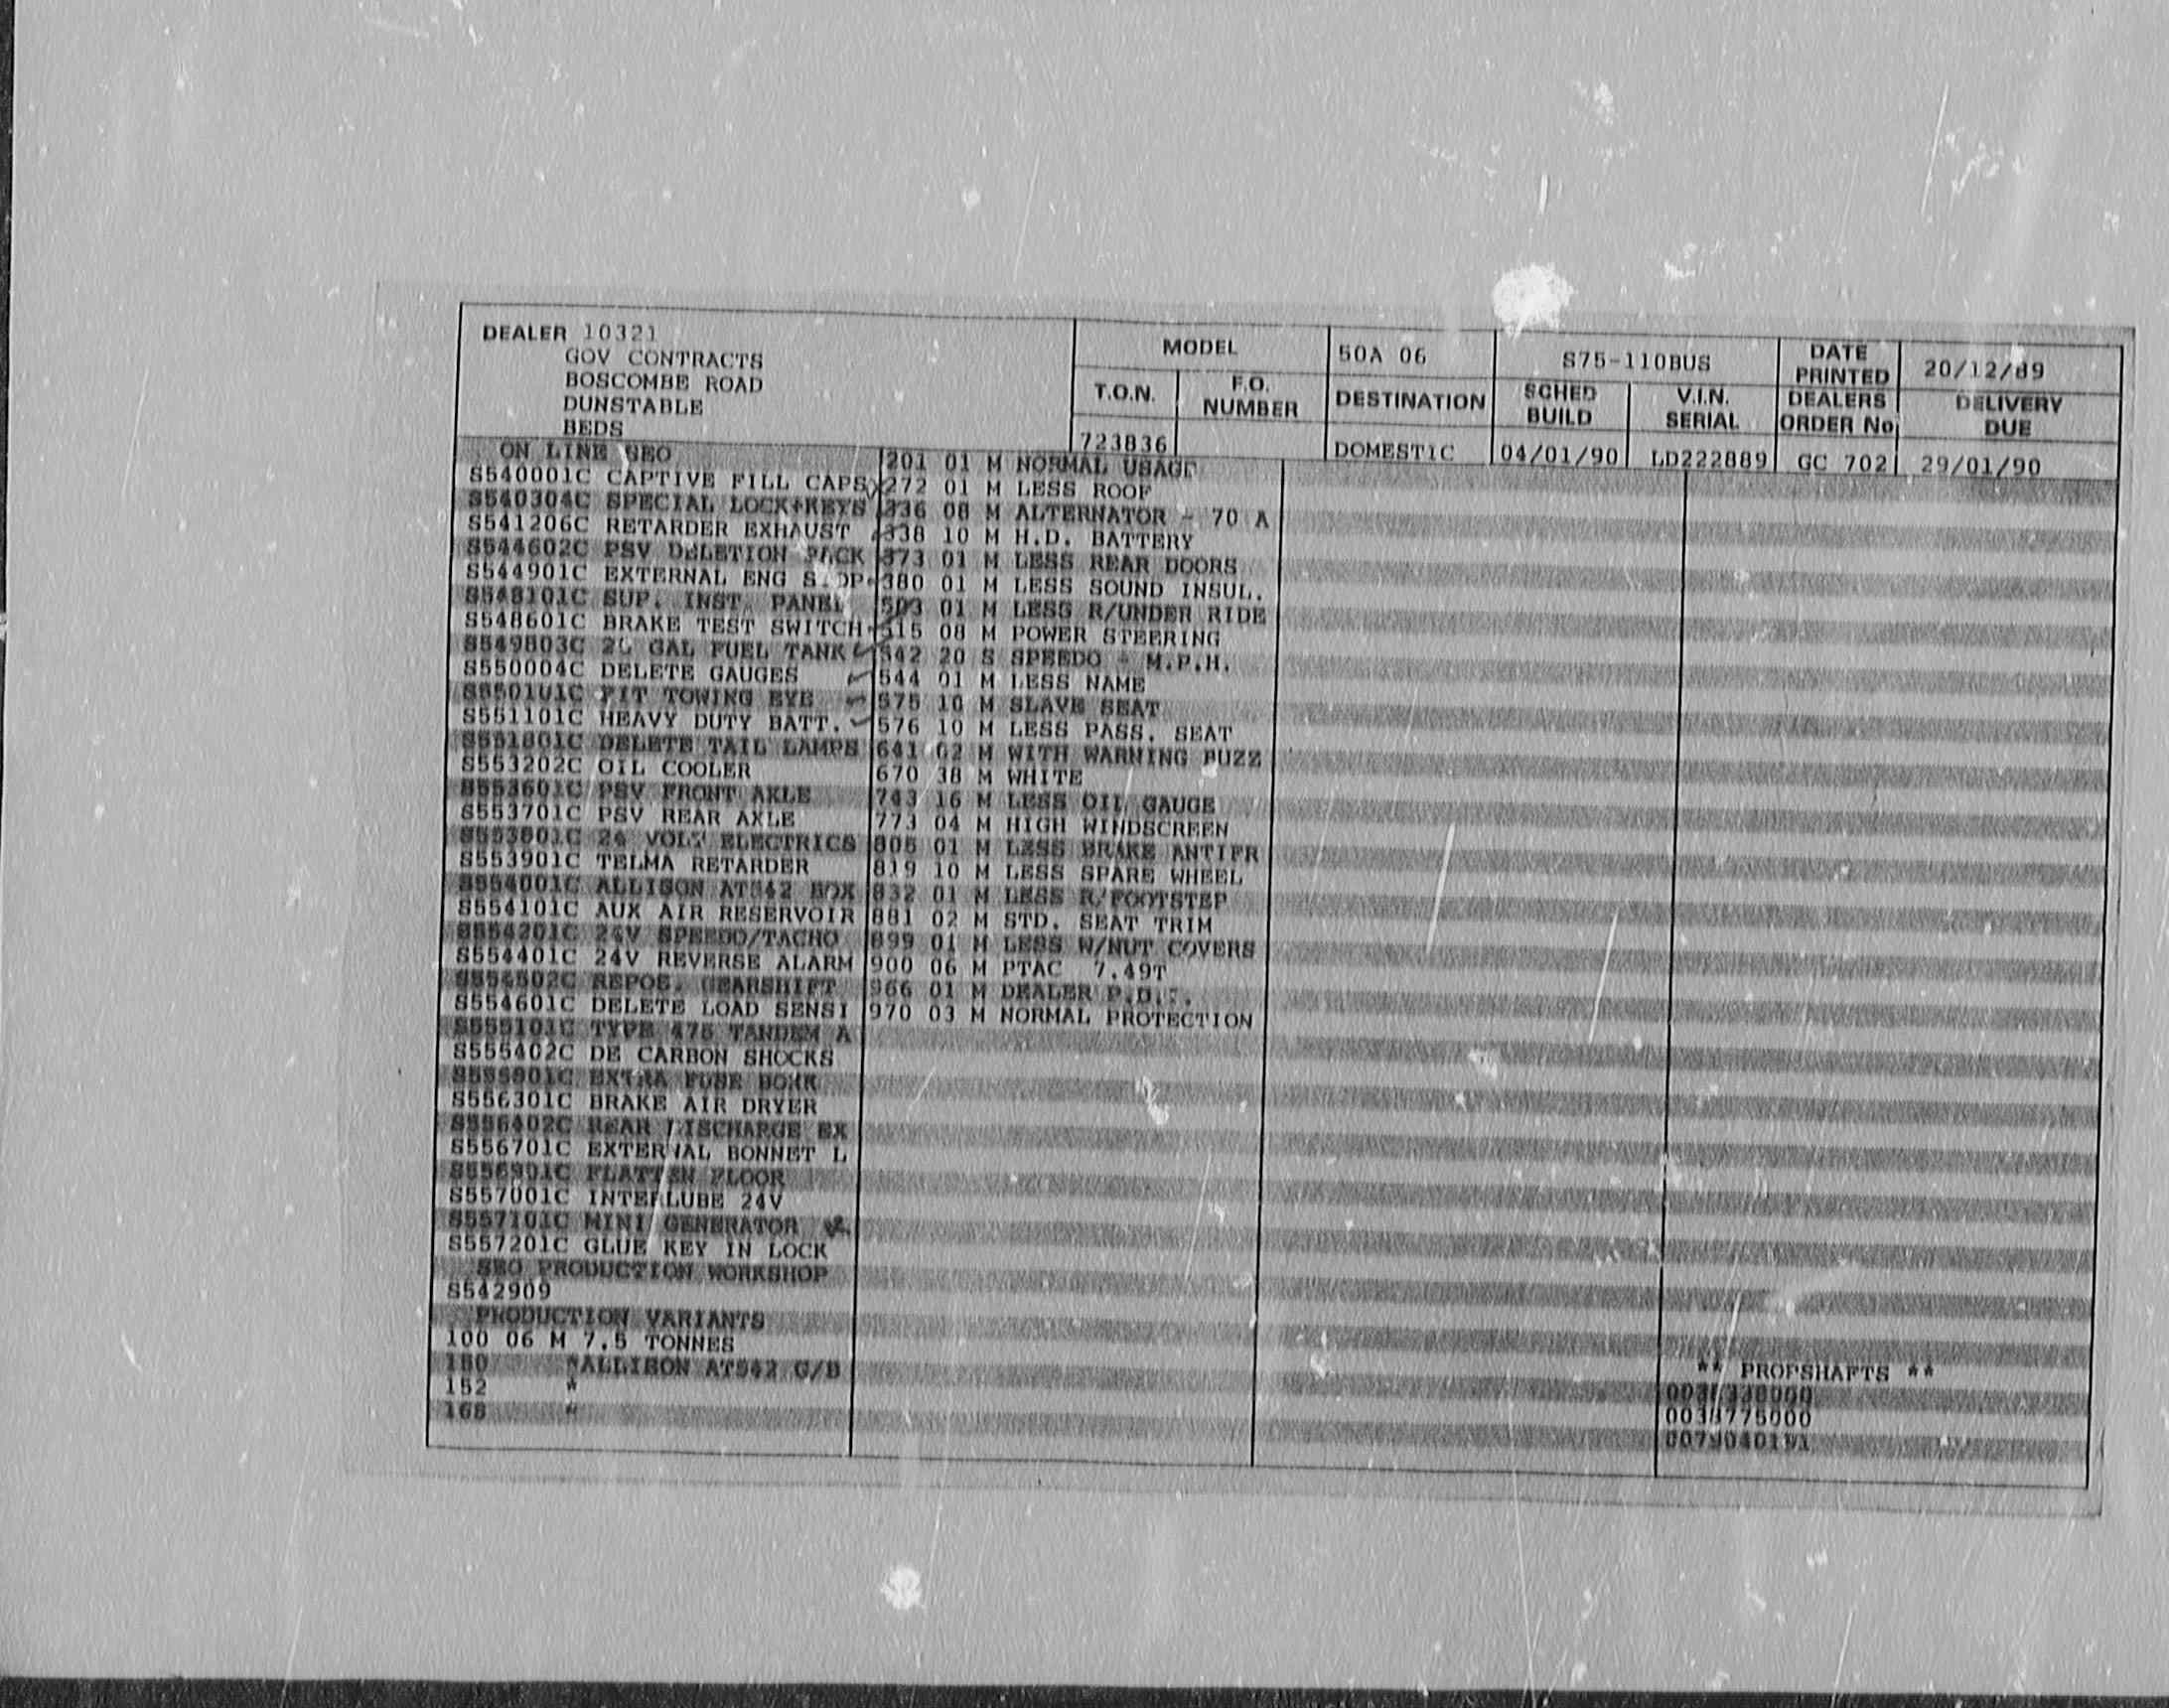 DEALER 10321
GOV CONTRACTS
BOSCOMBE ROAD
DUNSTABLE
BEDS
MODEL
50A 06
S75-110BUS
DATE PRINTED
20/12/89
T.O.N.
F.O. NUMBER
DESTINATION
SCHED BUILD
V.I.N. SERIAL
DEALERS ORDER No
DELIVERY DUE
723836
DOMESTIC
04/01/90
LD222889
GC 702
29/01/90
ON LINE SEO
S540001C CAPTIVE FILL CAPS
S540304C SPECIAL LOCK+KEYS
S541206C RETARDER EXHAUST
S544602C PSV DELETION PACK
S544901C EXTERNAL ENG
S548101C SUP. INST. PANEL
S548601C BRAKE TEST SWITCH
S549803C GAL FUEL TANK
S550004C DELETE GAUGES
S550101C FIT TOWING EYE
S551101C HEAVY DUTY BATT.
S551801C DELETE TAIL LAMPS
S553202C OIL COOLER
S553601C PSV FRONT AXLE
S553701C PSV REAR AXLE
S553801C 24 VOLT ELECTRICS
S553901C TELMA RETARDER
S554001C ALLISON AT542 BOX
S554101C AUX AIR RESERVOIR
S554201C 24V SPEEDO/TACHO
S554401C 24V REVERSE ALARM
S554502C REPOS. GEARSHIFT
S554601C DELETE LOAD SENSI
S555101C TYPE 475 TANDEM A
S555402C DE CARBON SHOCKS
EXTRA FUSE
S556301C BRAKE AIR DRYER
S556402C REAR DISCHARGE EX
S556701C EXTERNAL BONNET L
S556901C FLATTEN FLOOR
S557001C INTERLUBE 24V
S557101C MINI GENERATOR
S557201C GLUE KEY IN LOCK
SEO PRODUCTION WORKSHOP
S542909
PRODUCTION VARIANTS
100 06 M 7.5 TONNES
180 *ALLISON AT542 G/B
152 *
168 *
201 01 M NORMAL USAGE
272 01 M LESS ROOF
336 08 M ALTERNATOR - 70 A
338 10 M H.D. BATTERY
373 01 M LESS REAR DOORS
380 01 M LESS SOUND INSUL.
503 01 M LESS R/UNDER RIDE
515 08 M POWER STEERING
542 20 S SPEEDO - M.P.H.
544 01 M LESS NAME
575 10 M SLAVE SEAT
576 10 M LESS PASS. SEAT
641 02 M WITH WARNING BUZZ
670 38 M WHITE
743 16 M LESS OIL GAUGE
773 04 M HIGH WINDSCREEN
805 01 M LESS BRAKE ANTIFR
819 10 M LESS SPARE WHEEL
832 01 M LESS R/FOOTSTEP
881 02 M STD. SEAT TRIM
899 01 M LESS W/NUT COVERS
900 06 M PTAC 7.49T
966 01 M DEALER
970 03 M NORMAL PROTECTION
** PROPSHAFTS **